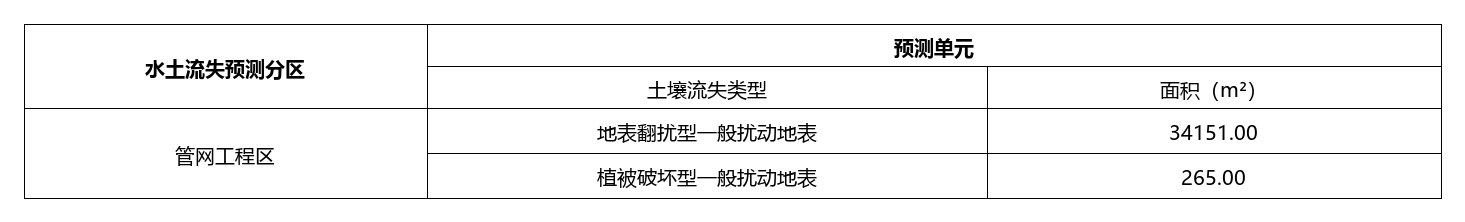 水土流失预测分区
预测单元
土壤流失类型
面积（m²）
管网工程区
地表翻扰型一般扰动地表
34151.00
植被破坏型一般扰动地表
265.00